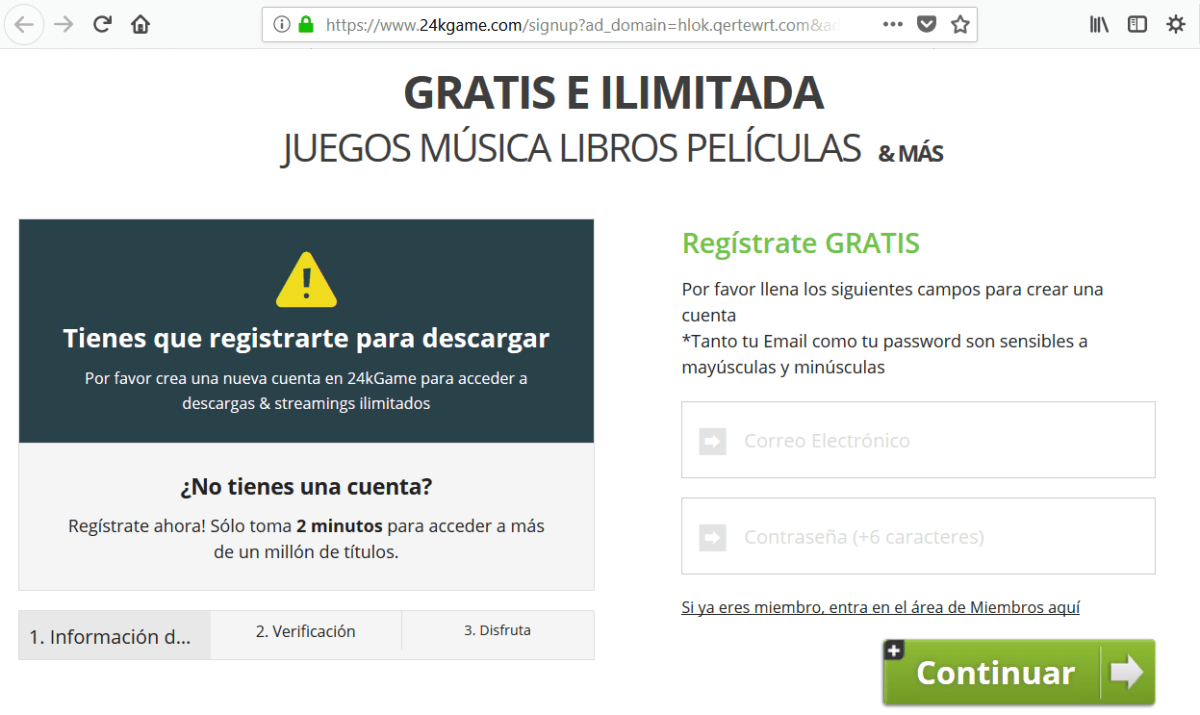 https://www.24kgame.com/signup?ad_domain=hlok.qertewrt.com&ad
GRATIS E ILIMITADA
JUEGOS MÚSICA LIBROS PELÍCULAS & MÁS
Tienes que registrarte para descargar
Por favor crea una nueva cuenta en 24kGame para acceder a
descargas & streamings ilimitados
¿No tienes una cuenta?
Regístrate ahora! Sólo toma 2 minutos para acceder a más
de un millón de títulos.
1. Información d... 2. Verificación 3. Disfruta
Regístrate GRATIS
Por favor llena los siguientes campos para crear una
cuenta
*Tanto tu Email como tu password son sensibles a
mayúsculas y minúsculas
Correo Electrónico
Contraseña (+6 caracteres)
Si ya eres miembro, entra en el área de Miembros aquí
Continuar